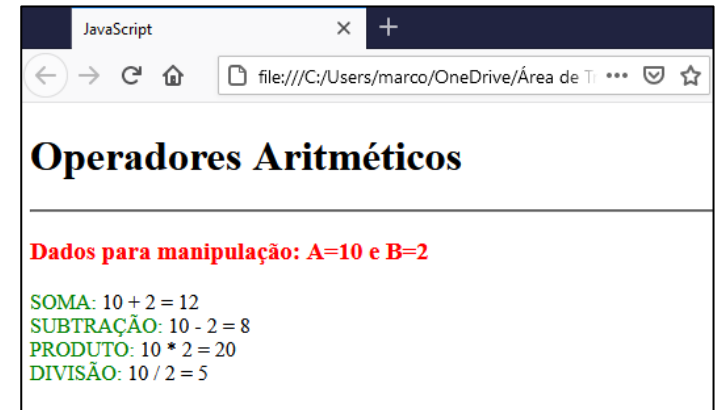 JavaScript
file:///C:/Users/marco/OneDrive/Área de
Operadores Aritméticos
Dados para manipulação: A=10 e B=2
SOMA: 10 + 2 = 12
SUBTRAÇÃO: 10 - 2 = 8
PRODUTO: 10 * 2 = 20
DIVISÃO: 10 / 2 = 5